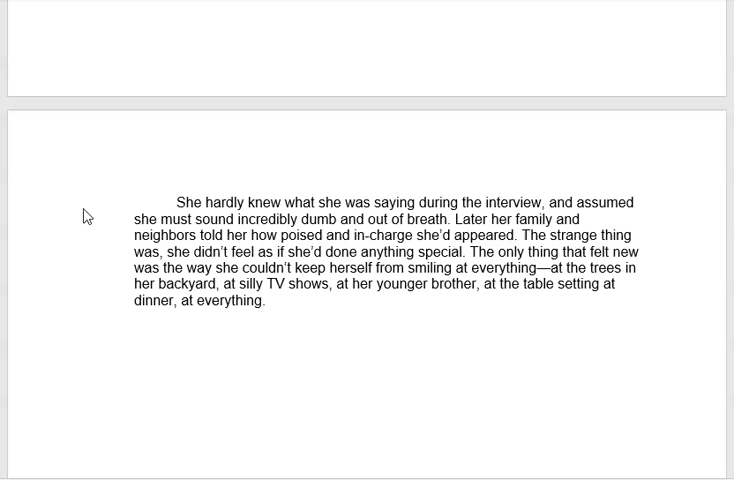 She hardly knew what she was saying during the interview, and assumed
she must sound incredibly dumb and out of breath. Later her family and
neighbors told her how poised and in-charge she’d appeared. The strange thing
was, she didn’t feel as if she’d done anything special. The only thing that felt new
was the way she couldn’t keep herself from smiling at everything—at the trees in
her backyard, at silly TV shows, at her younger brother, at the table setting at
dinner, at everything.